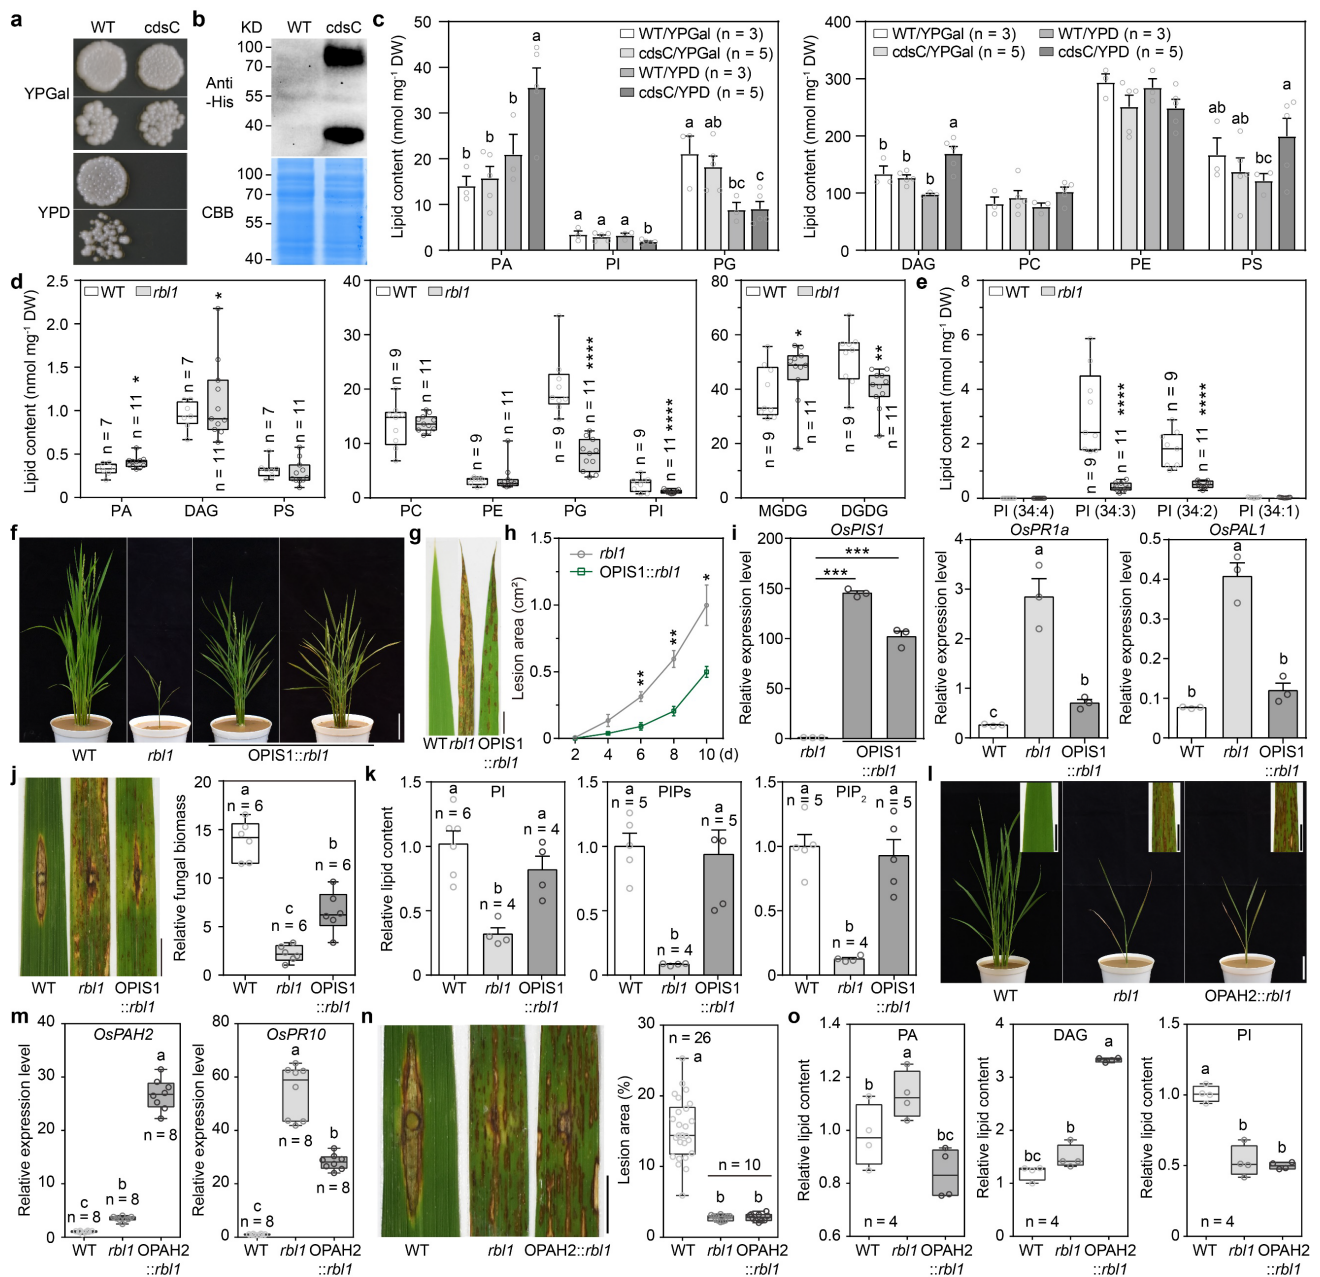 a
WT
cdsC
YPGal
YPD
b
KD
WT
cdsC
100
70
55
40
Anti
-His
100
70
55
40
CBB
c
Lipid content (nmol mg⁻¹ DW)
50
40
30
20
10
0
WT/YPGal (n = 3)
cdsC/YPGal (n = 5)
WT/YPD (n = 3)
cdsC/YPD (n = 5)
b
b
b
a
a
a
a
b
a
ab
bc
c
PA
PI
PG
Lipid content (nmol mg⁻¹ DW)
400
300
200
100
0
WT/YPGal (n = 3)
WT/YPD (n = 3)
cdsC/YPGal (n = 5)
cdsC/YPD (n = 5)
b
b
b
a
ab
ab
bc
a
DAG
PC
PE
PS
d
Lipid content (nmol mg⁻¹ DW)
2.5
2.0
1.5
1.0
0.5
0
WT
rbl1
n = 7
n = 11 *
n = 7
*
n = 11
n = 7
n = 11
PA
DAG
PS
40
30
20
10
0
WT
rbl1
n = 9
n = 11
n = 9
n = 11
n = 9
n = 11 ****
n = 9
n = 11 ****
PC
PE
PG
PI
80
60
40
20
0
WT
rbl1
n = 9
*
n = 11
n = 9
**
n = 11
MGDG
DGDG
e
Lipid content (nmol mg⁻¹ DW)
8
6
4
2
0
WT
rbl1
n = 9
n = 11 ****
n = 9
n = 11 ****
PI (34:4)
PI (34:3)
PI (34:2)
PI (34:1)
f
WT
rbl1
OPIS1::rbl1
g
WT rbl1 OPIS1
::rbl1
h
Lesion area (cm²)
1.5
1.0
0.5
0
rbl1
OPIS1::rbl1
**
**
*
2
4
6
8
10 (d)
i
OsPIS1
Relative expression level
200
150
100
50
0
***
***
rbl1
OPIS1
::rbl1
OsPR1a
Relative expression level
4
3
2
1
0
c
a
b
WT
rbl1
OPIS1
::rbl1
OsPAL1
Relative expression level
0.5
0.4
0.2
0.1
0
b
a
b
WT
rbl1
OPIS1
::rbl1
j
WT
rbl1
OPIS1
::rbl1
Relative fungal biomass
20
15
10
5
0
a
n = 6
c
n = 6
b
n = 6
WT
rbl1
OPIS1
::rbl1
k
Relative lipid content
1.5
1.0
0.5
0
PI
a
n = 6
b
n = 4
a
n = 4
WT
rbl1
OPIS1
::rbl1
1.5
1.0
0.5
0
PIPs
a
n = 5
b
n = 4
a
n = 5
WT
rbl1
OPIS1
::rbl1
1.5
1.0
0.5
0
PIP2
a
n = 5
b
n = 4
a
n = 5
WT
rbl1
OPIS1
::rbl1
l
WT
rbl1
OPAH2::rbl1
m
OsPAH2
Relative expression level
40
30
20
10
0
c
n = 8
b
n = 8
a
n = 8
WT
rbl1
OPAH2
::rbl1
OsPR10
Relative expression level
80
60
40
20
0
c
n = 8
a
n = 8
b
n = 8
WT
rbl1
OPAH2
::rbl1
n
WT
rbl1
OPAH2::rbl1
Lesion area (%)
30
20
10
0
n = 26
a
n = 10
b
b
WT
rbl1
OPAH2
::rbl1
o
PA
Relative lipid content
1.4
1.2
1.0
0.8
0.6
b
a
bc
n = 4
WT
rbl1
OPAH2
::rbl1
DAG
Relative lipid content
4
3
2
1
0
bc
b
a
n = 4
WT
rbl1
OPAH2
::rbl1
PI
Relative lipid content
1.5
1.0
0.5
0
a
b
b
n = 4
WT
rbl1
OPAH2
::rbl1